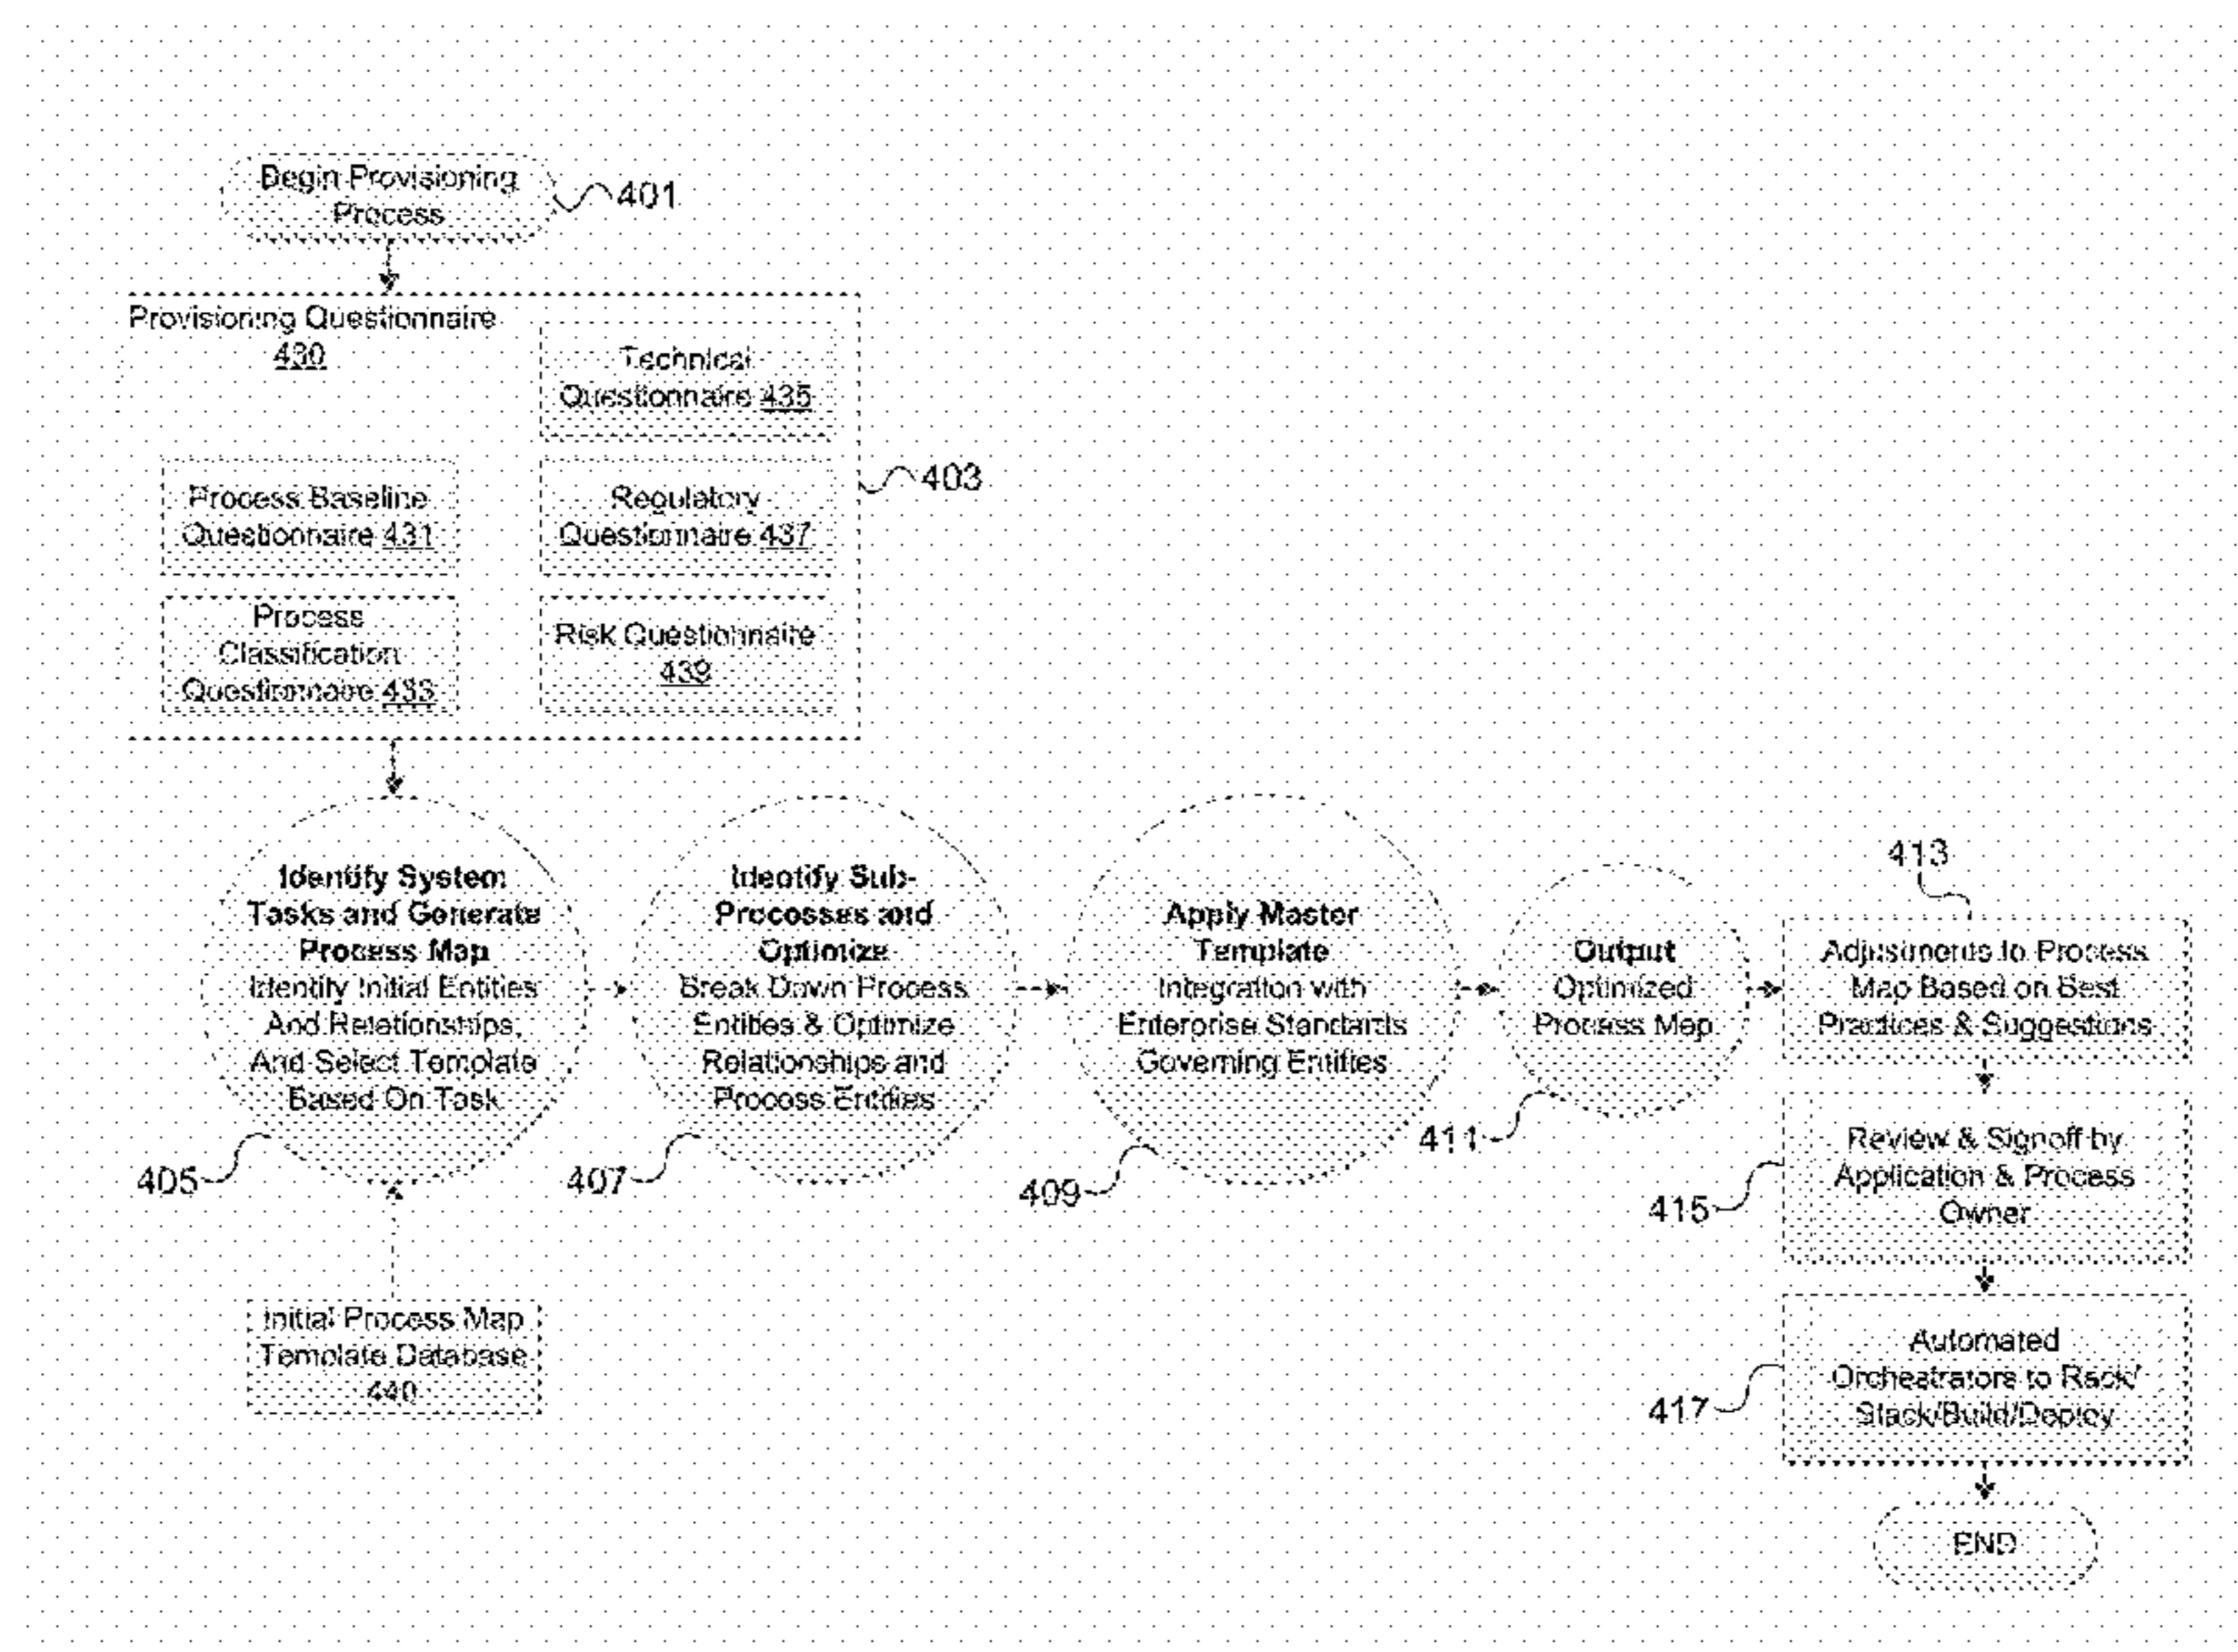 Begin Provisioning
Process
401
Provisioning Questionnaire
430
Technical
Questionnaire 435
Process Baseline
Questionnaire 431
Regulatory
Questionnaire 437
403
Process
Classification
Questionnaire 433
Risk Questionnaire
439
Identify System
Tasks and Generate
Process Map
Identify Initial Entities
And Relationships,
And Select Template
Based On Task
405
Identify Sub-
Processes and
Optimize
Break Down Process
Entities & Optimize
Relationships and
Process Entities
407
Apply Master
Template
Integration with
Enterprise Standards
Governing Entities
409
Output
Optimized
Process Map
411
413
Adjustments to Process
Map Based on Best
Practices & Suggestions
Review & Signoff by
Application & Process
Owner
415
Initial Process Map
Template Database
440
Automated
Orchestrators to Rack/
Stack/Build/Deploy
417
END